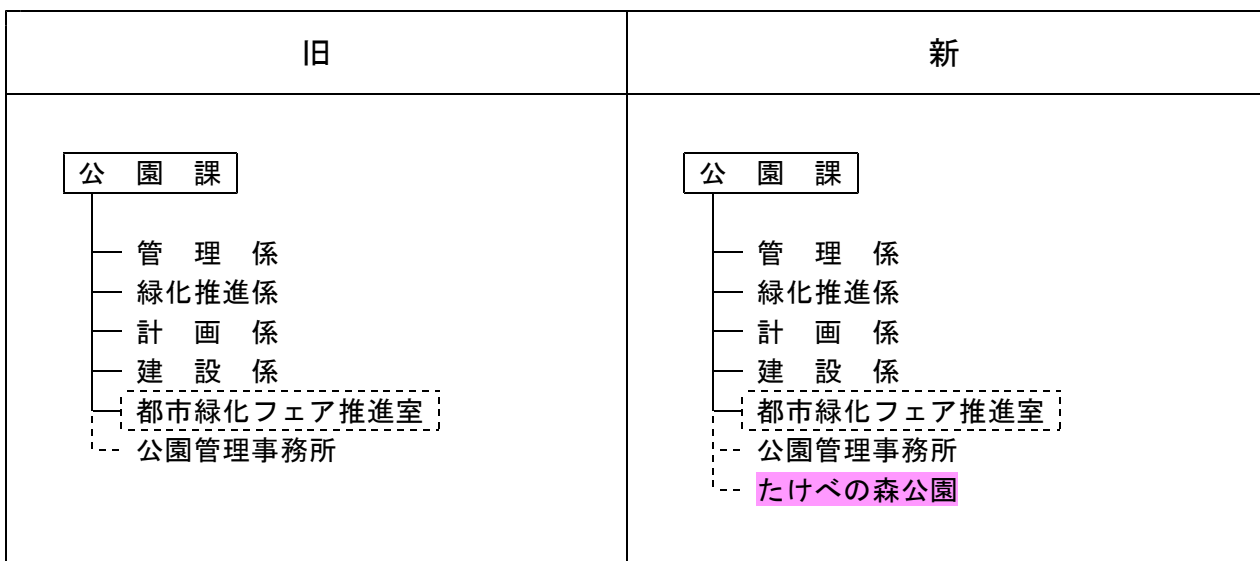 旧
新
公　園　課
管　理　係
緑化推進係
計　画　係
建　設　係
都市緑化フェア推進室
公園管理事務所
公　園　課
管　理　係
緑化推進係
計　画　係
建　設　係
都市緑化フェア推進室
公園管理事務所
たけべの森公園